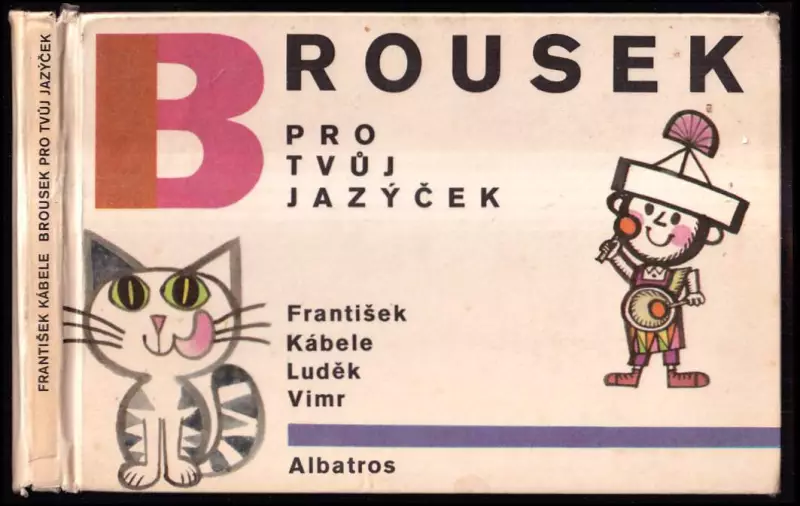 FRANTIŠEK KÁBELE BROUSEK PRO TVŮJ JAZÝČEK
BROUSEK
PRO
TVŮJ
JAZÝČEK
František
Kábele
Luděk
Vimr
Albatros